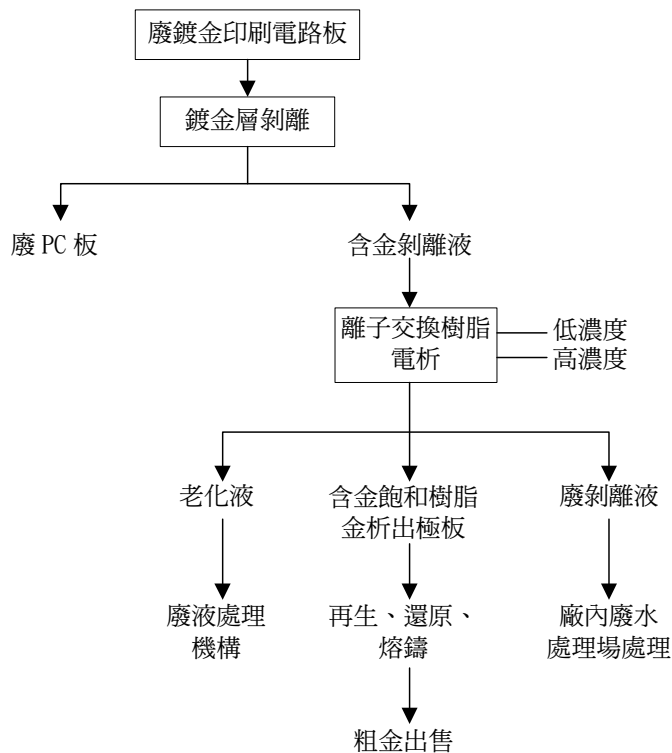 廢鍍金印刷電路板
鍍金層剝離
廢 PC 板
含金剝離液
離子交換樹脂
電析
低濃度
高濃度
老化液
含金飽和樹脂
金析出極板
廢剝離液
廢液處理
機構
再生、還原、
熔鑄
廠內廢水
處理場處理
粗金出售